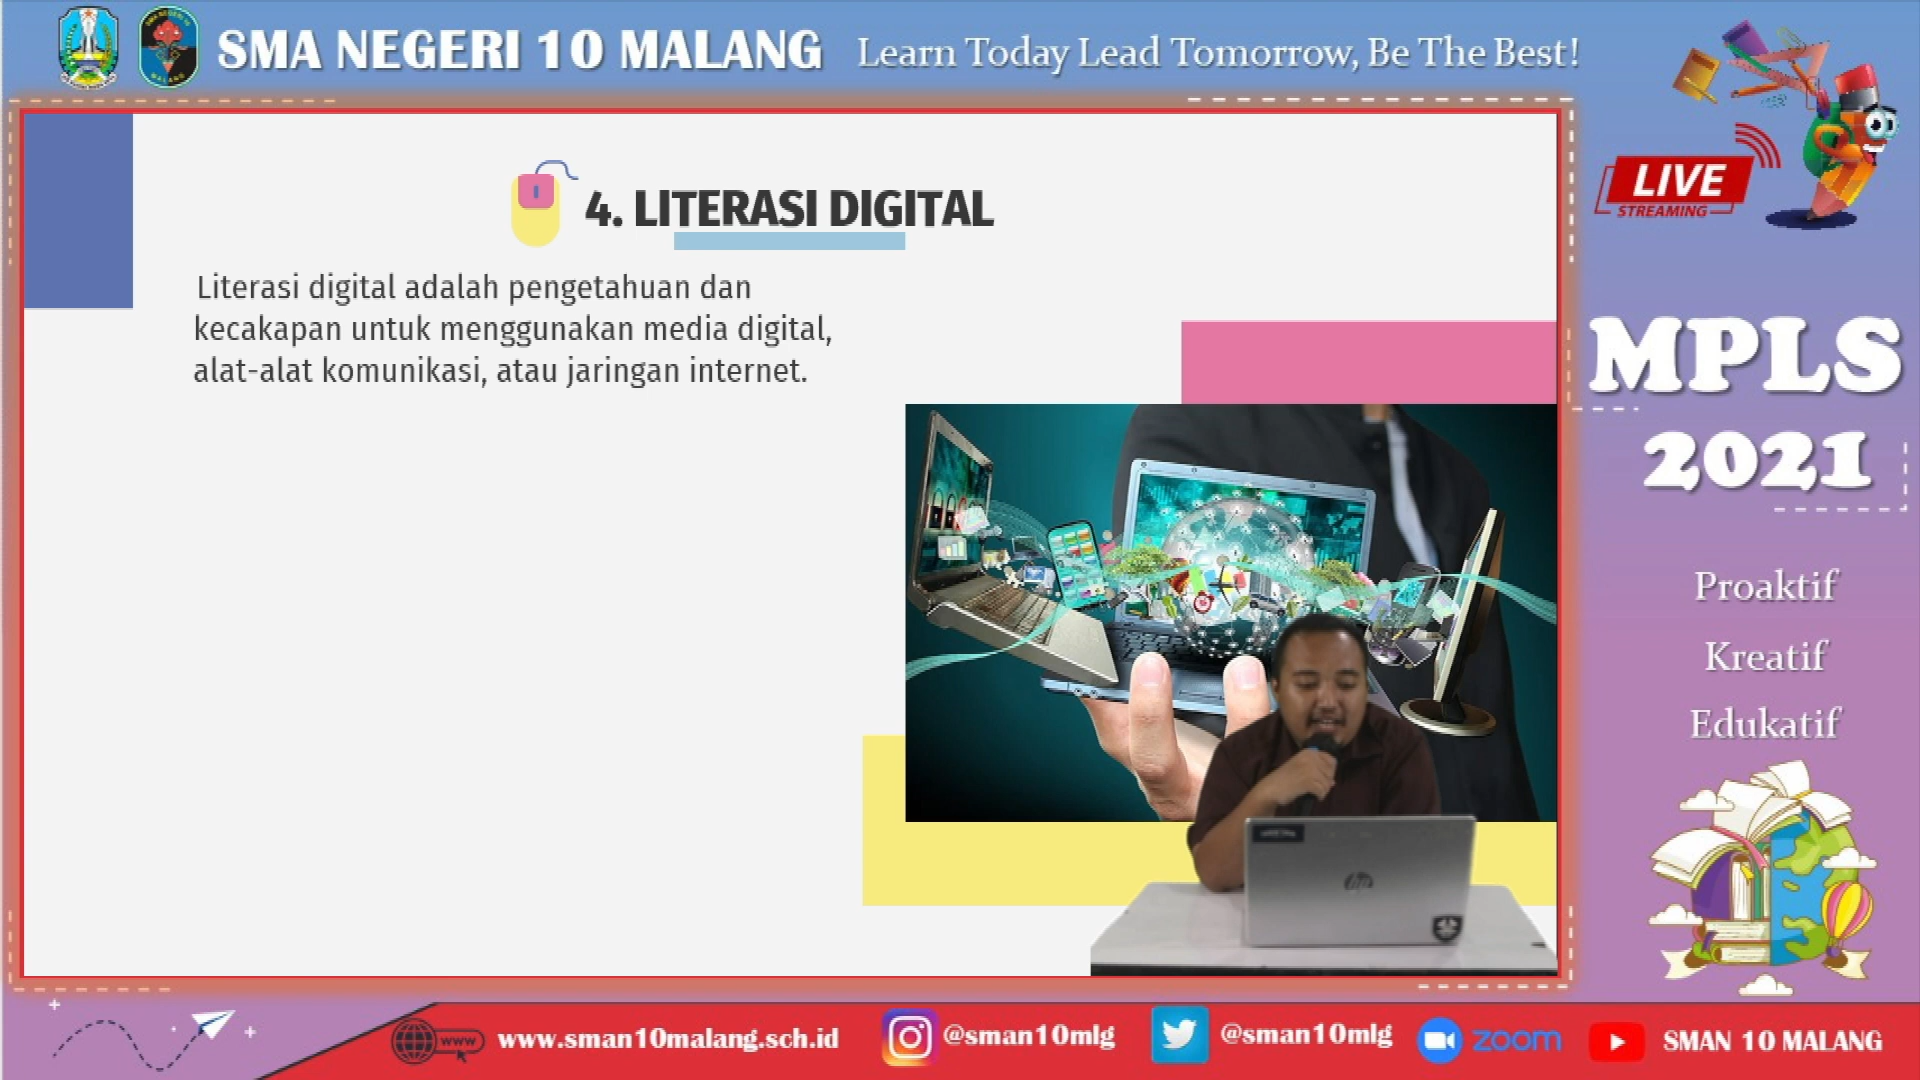 SMA NEGERI 10 MALANG
Learn Today Lead Tomorrow, Be The Best!
LIVE
STREAMING
4. LITERASI DIGITAL
Literasi digital adalah pengetahuan dan
kecakapan untuk menggunakan media digital,
alat-alat komunikasi, atau jaringan internet.
MPLS
2021
Proaktif
Kreatif
Edukatif
hp
www
www.sman10malang.sch.id
@sman10mlg
@sman10mlg
zoom
SMAN 10 MALANG